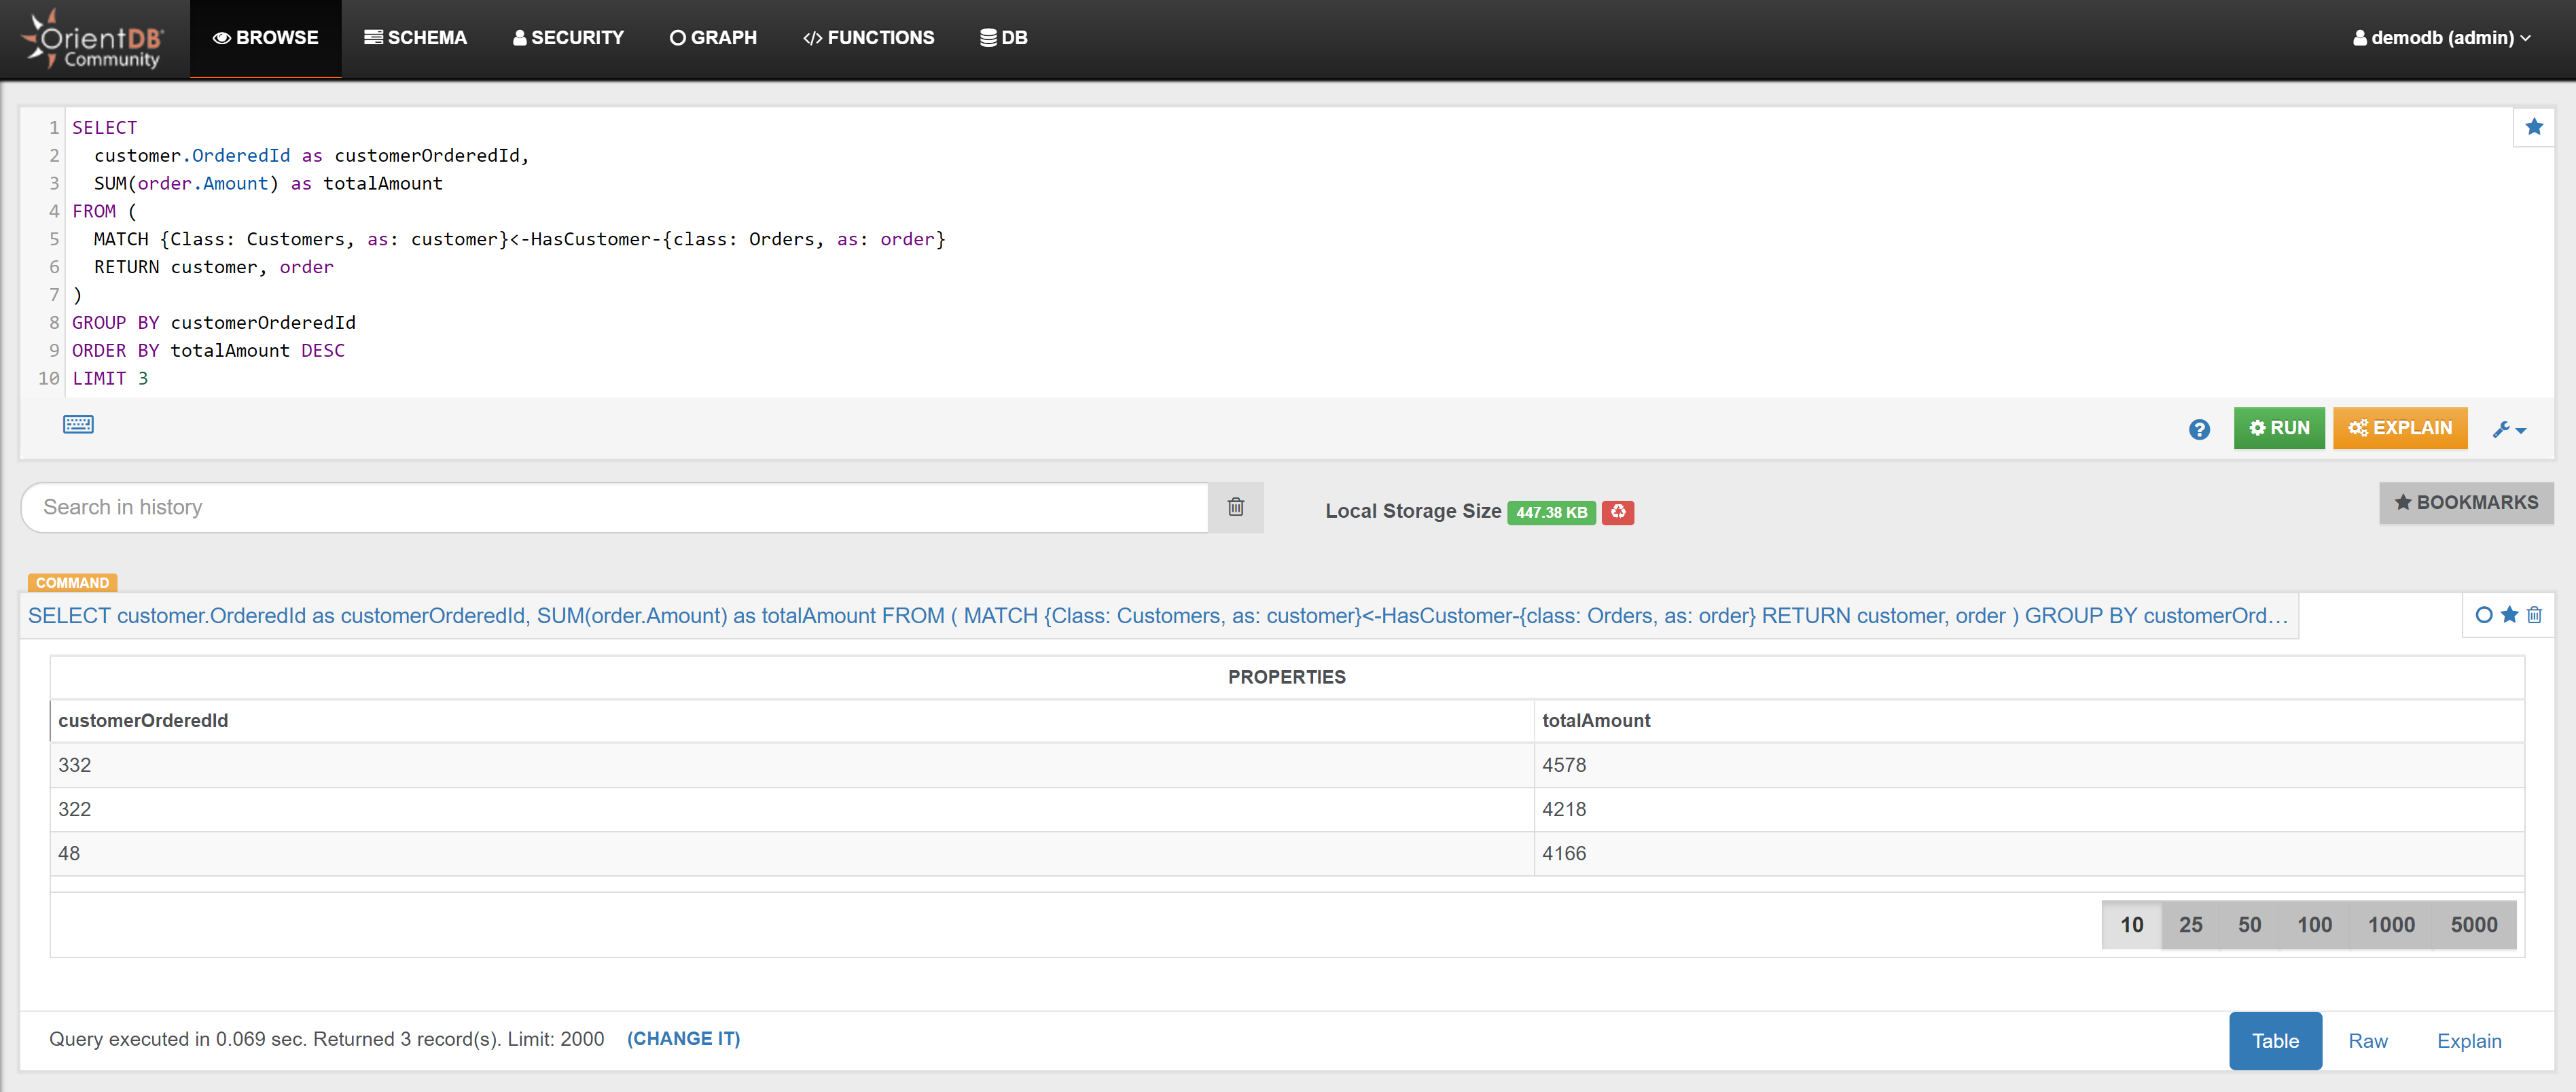 OrientDB
Community
BROWSE
SCHEMA
SECURITY
GRAPH
</> FUNCTIONS
DB
demodb (admin)
1 SELECT
2 customer.OrderedId as customerOrderedId,
3 SUM(order.Amount) as totalAmount
4 FROM (
5 MATCH {Class: Customers, as: customer}<-HasCustomer-{class: Orders, as: order}
6 RETURN customer, order
7 )
8 GROUP BY customerOrderedId
9 ORDER BY totalAmount DESC
10 LIMIT 3
? RUN EXPLAIN
Search in history
Local Storage Size 447.38 KB
BOOKMARKS
COMMAND
SELECT customer.OrderedId as customerOrderedId, SUM(order.Amount) as totalAmount FROM ( MATCH {Class: Customers, as: customer}<-HasCustomer-{class: Orders, as: order} RETURN customer, order ) GROUP BY customerOrd...
PROPERTIES
customerOrderedId totalAmount
332 4578
322 4218
48 4166
10 25 50 100 1000 5000
Query executed in 0.069 sec. Returned 3 record(s). Limit: 2000 (CHANGE IT)
Table Raw Explain